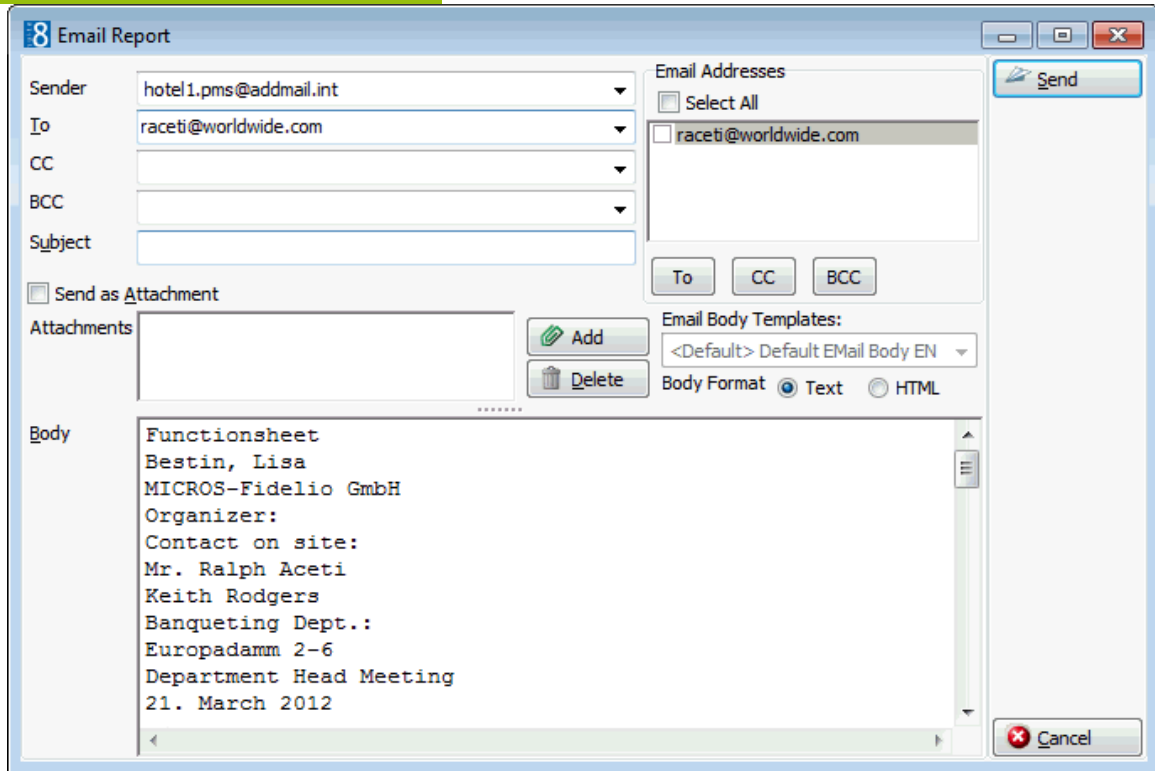 8 Email Report
Sender hotel1.pms@addmail.int
To raceti@worldwide.com
CC
BCC
Subject
Send as Attachment
Attachments
Add
Delete
Email Addresses
Select All
raceti@worldwide.com
To CC BCC
Email Body Templates:
<Default> Default EMail Body EN
Body Format Text HTML
Body
Functionsheet
Bestin, Lisa
MICROS-Fidelio GmbH
Organizer:
Contact on site:
Mr. Ralph Aceti
Keith Rodgers
Banqueting Dept.:
Europadamm 2-6
Department Head Meeting
21. March 2012
Send
Cancel